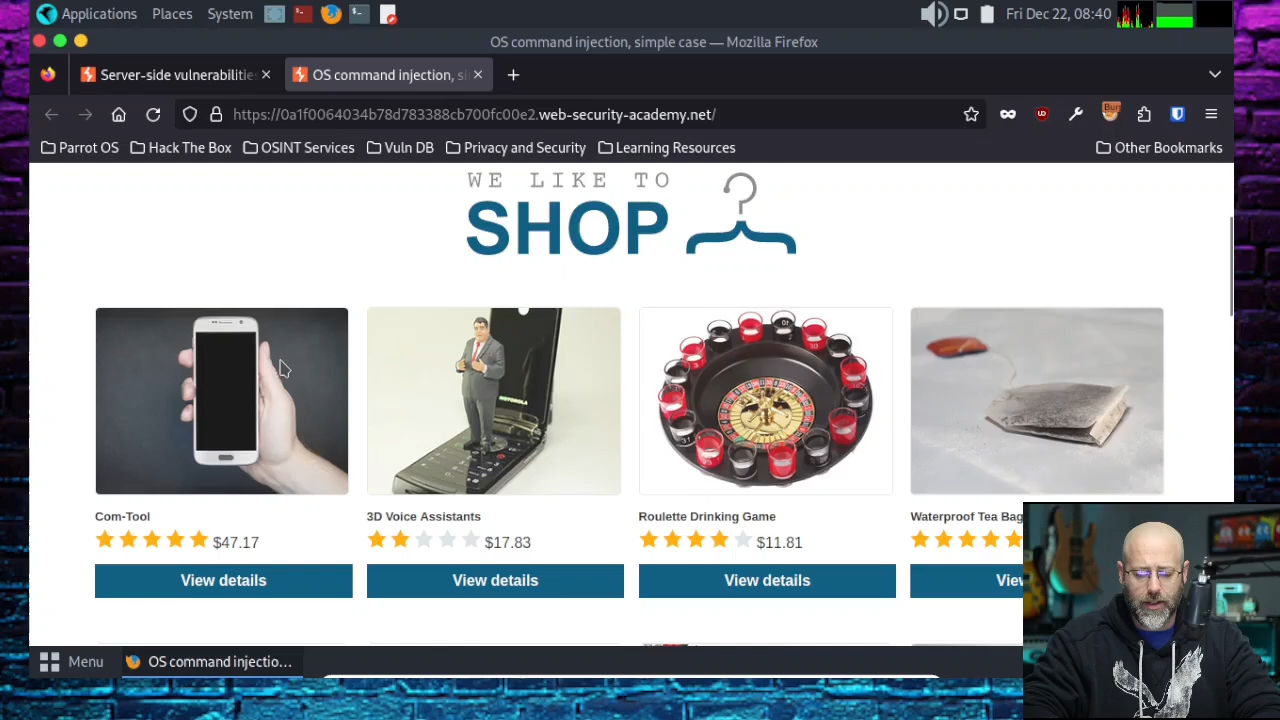 Applications Places System Fri Dec 22, 08:40
OS command injection, simple case — Mozilla Firefox
Server-side vulnerabilities OS command injection, si
https://0a1f0064034b78d783388cb700fc00e2.web-security-academy.net/
Parrot OS Hack The Box OSINT Services Vuln DB Privacy and Security Learning Resources Other Bookmarks
WE LIKE TO
SHOP
MOTOROLA
Com-Tool 3D Voice Assistants Roulette Drinking Game Waterproof Tea Bag
$47.17 $17.83 $11.81
View details View details View details
Menu OS command injectio...